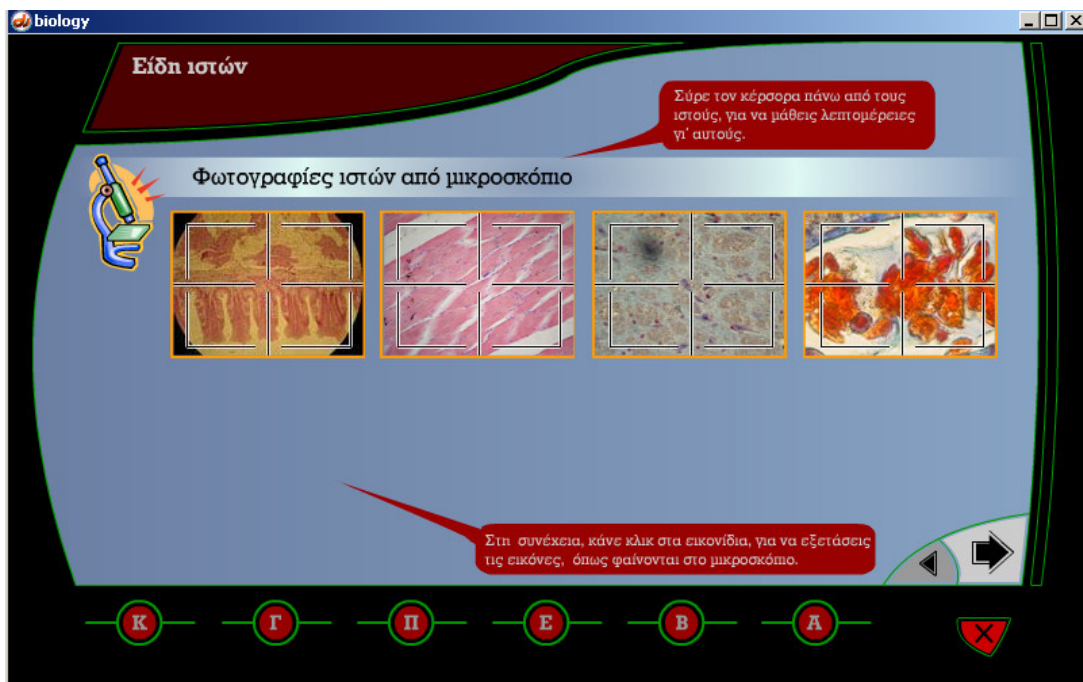 biology
Είδη ιστών
Σύρε τον κέρσορα πάνω από τους
ιστούς, για να μάθεις λεπτομέρειες
γι' αυτούς.
Φωτογραφίες ιστών από μικροσκόπιο
Στη συνέχεια, κάνε κλικ στα εικονίδια, για να εξετάσεις
τις εικόνες, όπως φαίνονται στο μικροσκόπιο.
Κ Γ Π Ε Β Α